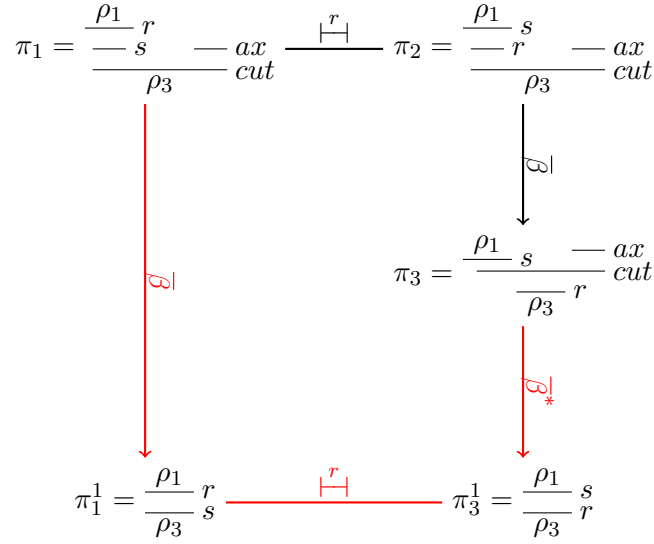 π₁ = ρ₁ r s ax cut ρ₃
r
π₂ = ρ₁ s r ax cut ρ₃
β
π₃ = ρ₁ s ax cut ρ₃ r
β
β*
π₁¹ = ρ₁ r ρ₃ s
r
π₃¹ = ρ₁ s ρ₃ r